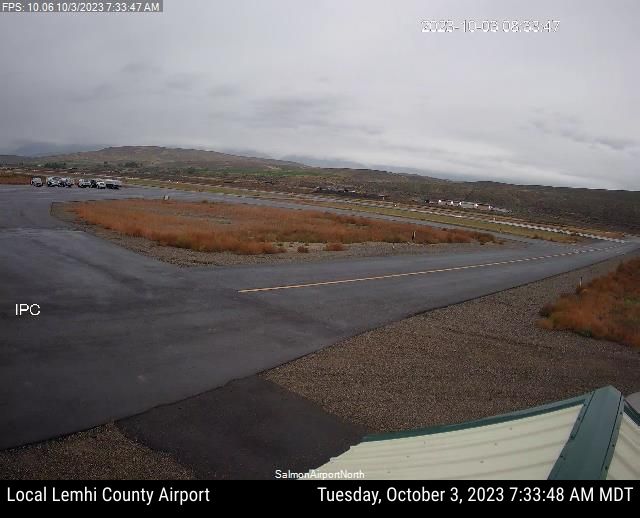 FPS: 10.06 10/3/2023 7:33:47 AM
2023-10-03 08:33:47
IPC
SalmonAirportNorth
Local Lemhi County Airport
Tuesday, October 3, 2023 7:33:48 AM MDT